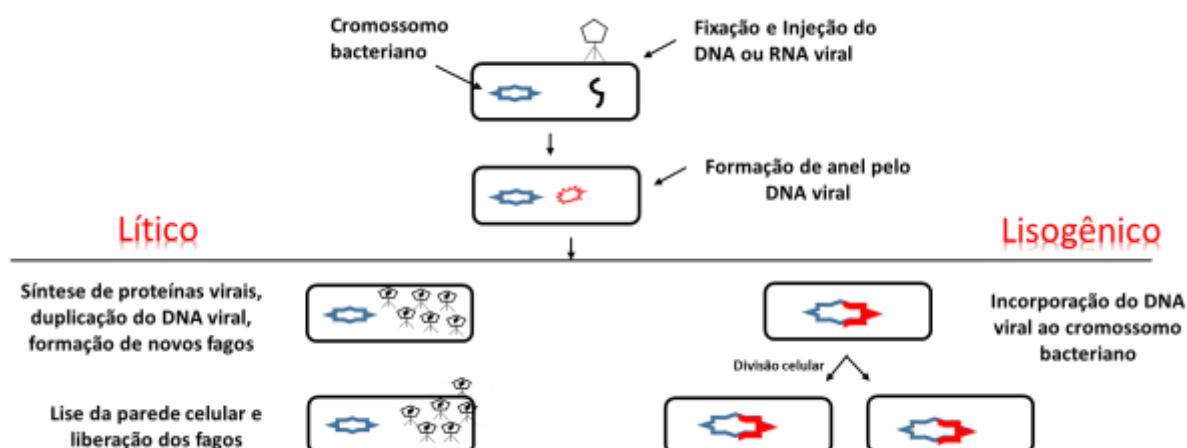 Cromossomo
bacteriano
Fixação e Injeção do
DNA ou RNA viral
Formação de anel pelo
DNA viral
Lítico
Lisogênico
Síntese de proteínas virais,
duplicação do DNA viral,
formação de novos fagos
Incorporação do DNA
viral ao cromossomo
bacteriano
Divisão celular
Lise da parede celular e
liberação dos fagos